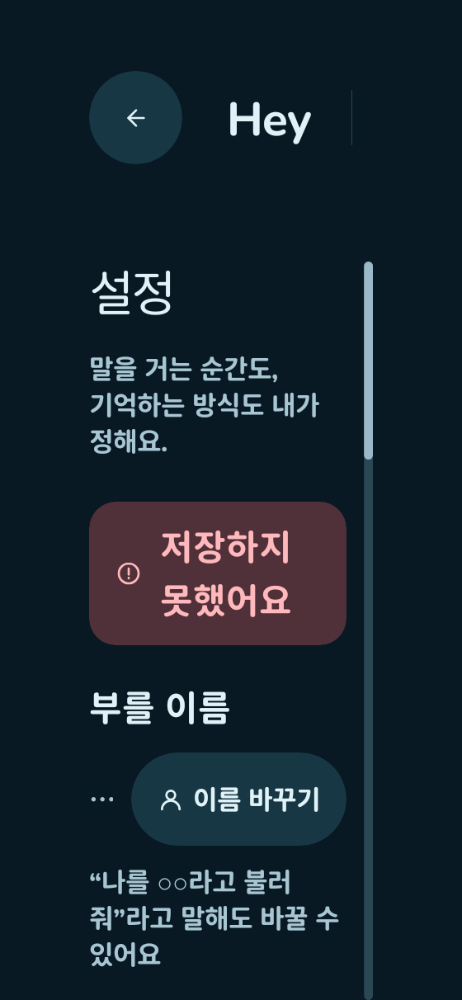 Hey
설정
말을 거는 순간도,
기억하는 방식도 내가
정해요.
저장하지
못했어요
부를 이름
… 이름 바꾸기
“나를 ○○라고 불러
줘”라고 말해도 바꿀 수
있어요